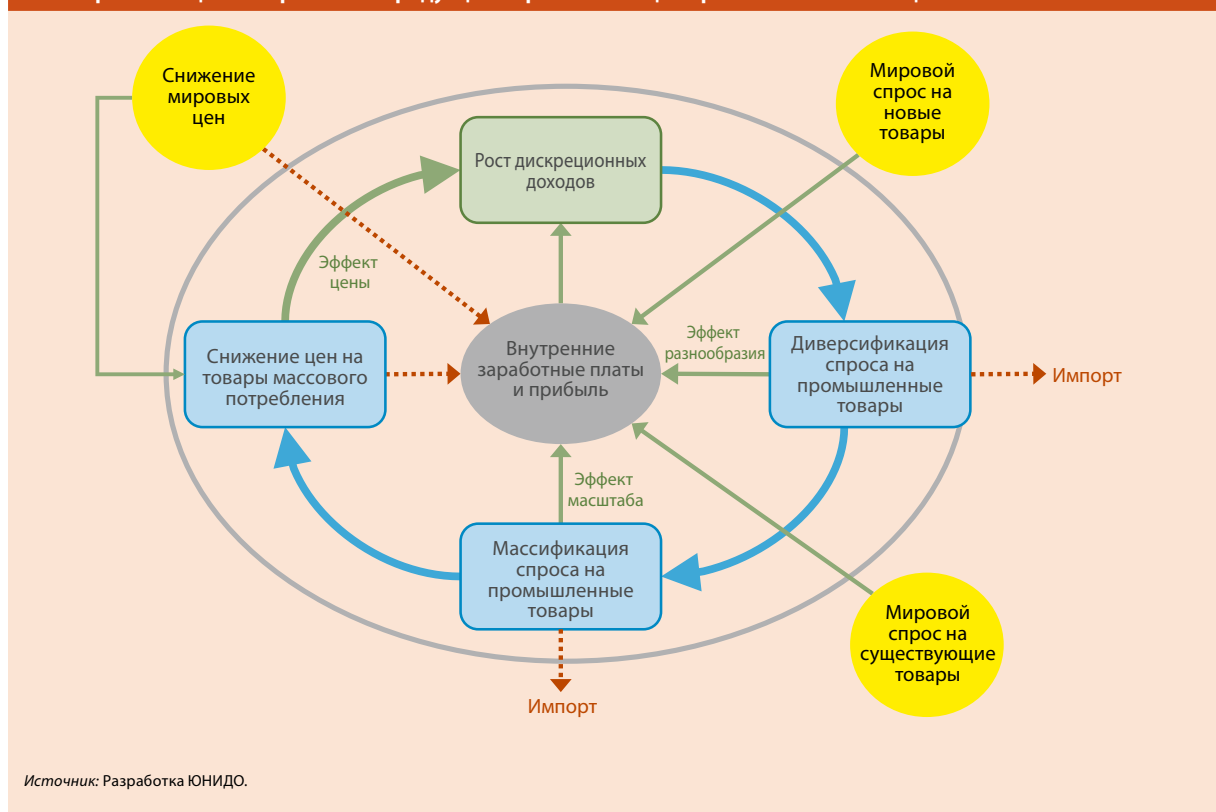 Снижение
мировых
цен
Мировой
спрос на
новые
товары
Рост дискреционных
доходов
Эффект
цены
Снижение цен на
товары массового
потребления
Внутренние
заработные платы
и прибыль
Эффект
разнообразия
Диверсификация
спроса на
промышленные
товары
Импорт
Эффект
масштаба
Массификация
спроса на
промышленные
товары
Мировой
спрос на
существующие
товары
Импорт
Источник: Разработка ЮНИДО.